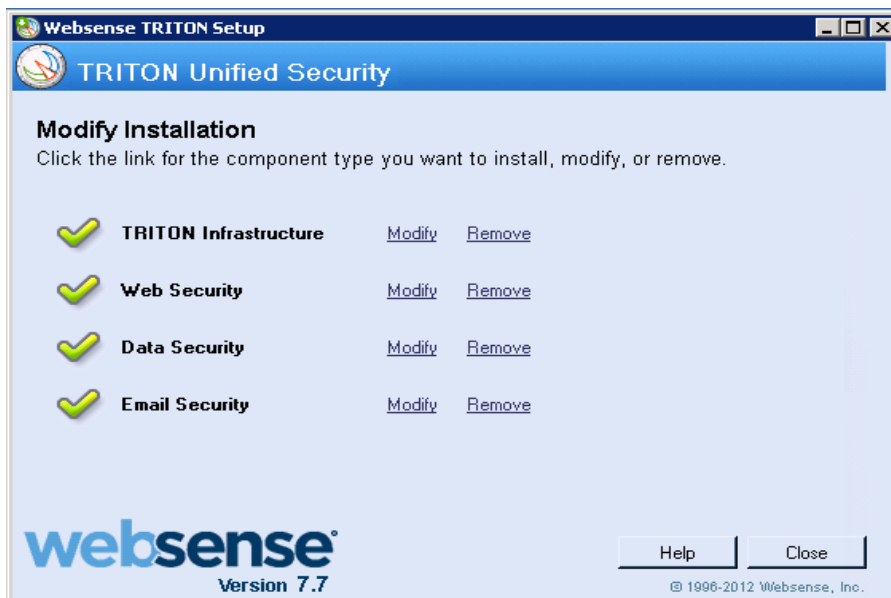 Websense TRITON Setup
TRITON Unified Security
Modify Installation
Click the link for the component type you want to install, modify, or remove.
TRITON Infrastructure Modify Remove
Web Security Modify Remove
Data Security Modify Remove
Email Security Modify Remove
websense
Version 7.7
Help Close
© 1996-2012 Websense, Inc.